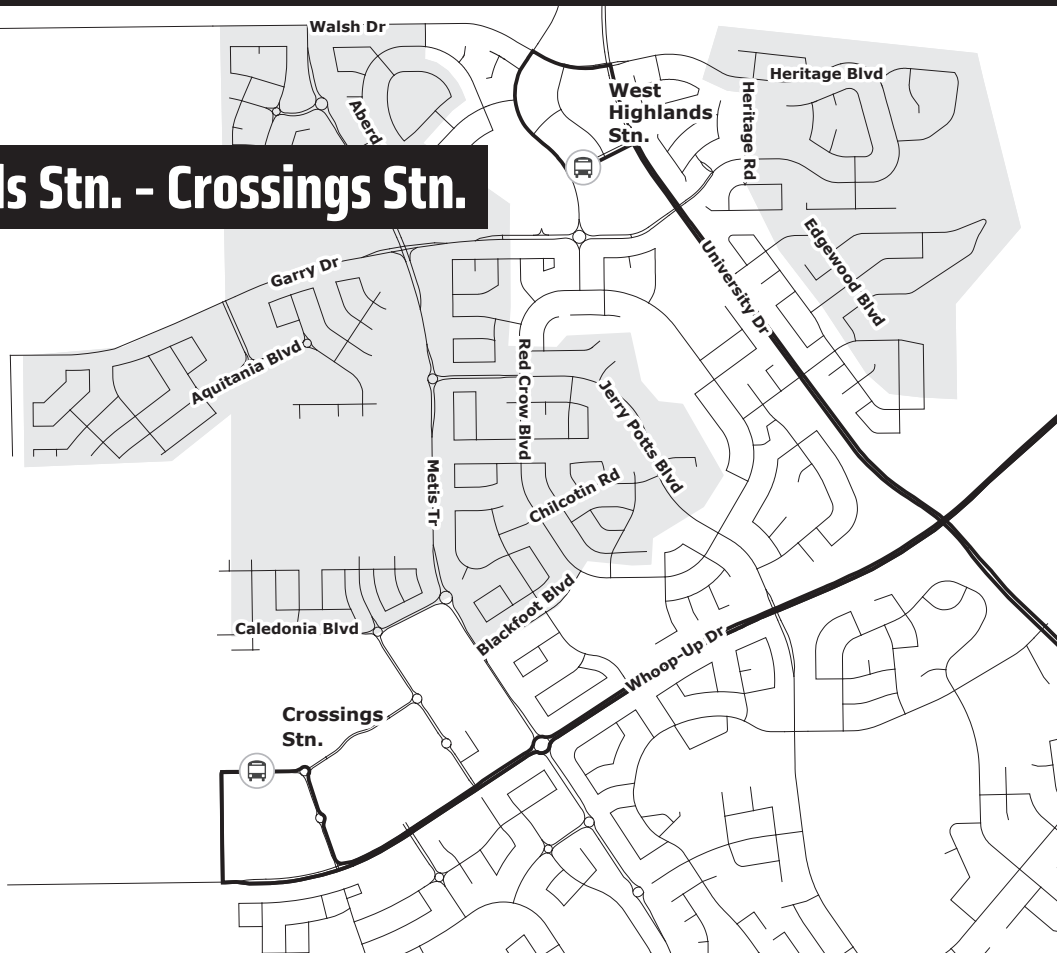 Walsh Dr
Heritage Blvd
West
Highlands
Stn.
Heritage Rd
Aberd
ds Stn. - Crossings Stn.
Edgewood Blvd
University Dr
Garry Dr
Aquitania Blvd
Red Crow Blvd
Jerry Potts Blvd
Metis Tr
Chilcotin Rd
Blackfoot Blvd
Caledonia Blvd
Whoop-Up Dr
Crossings
Stn.